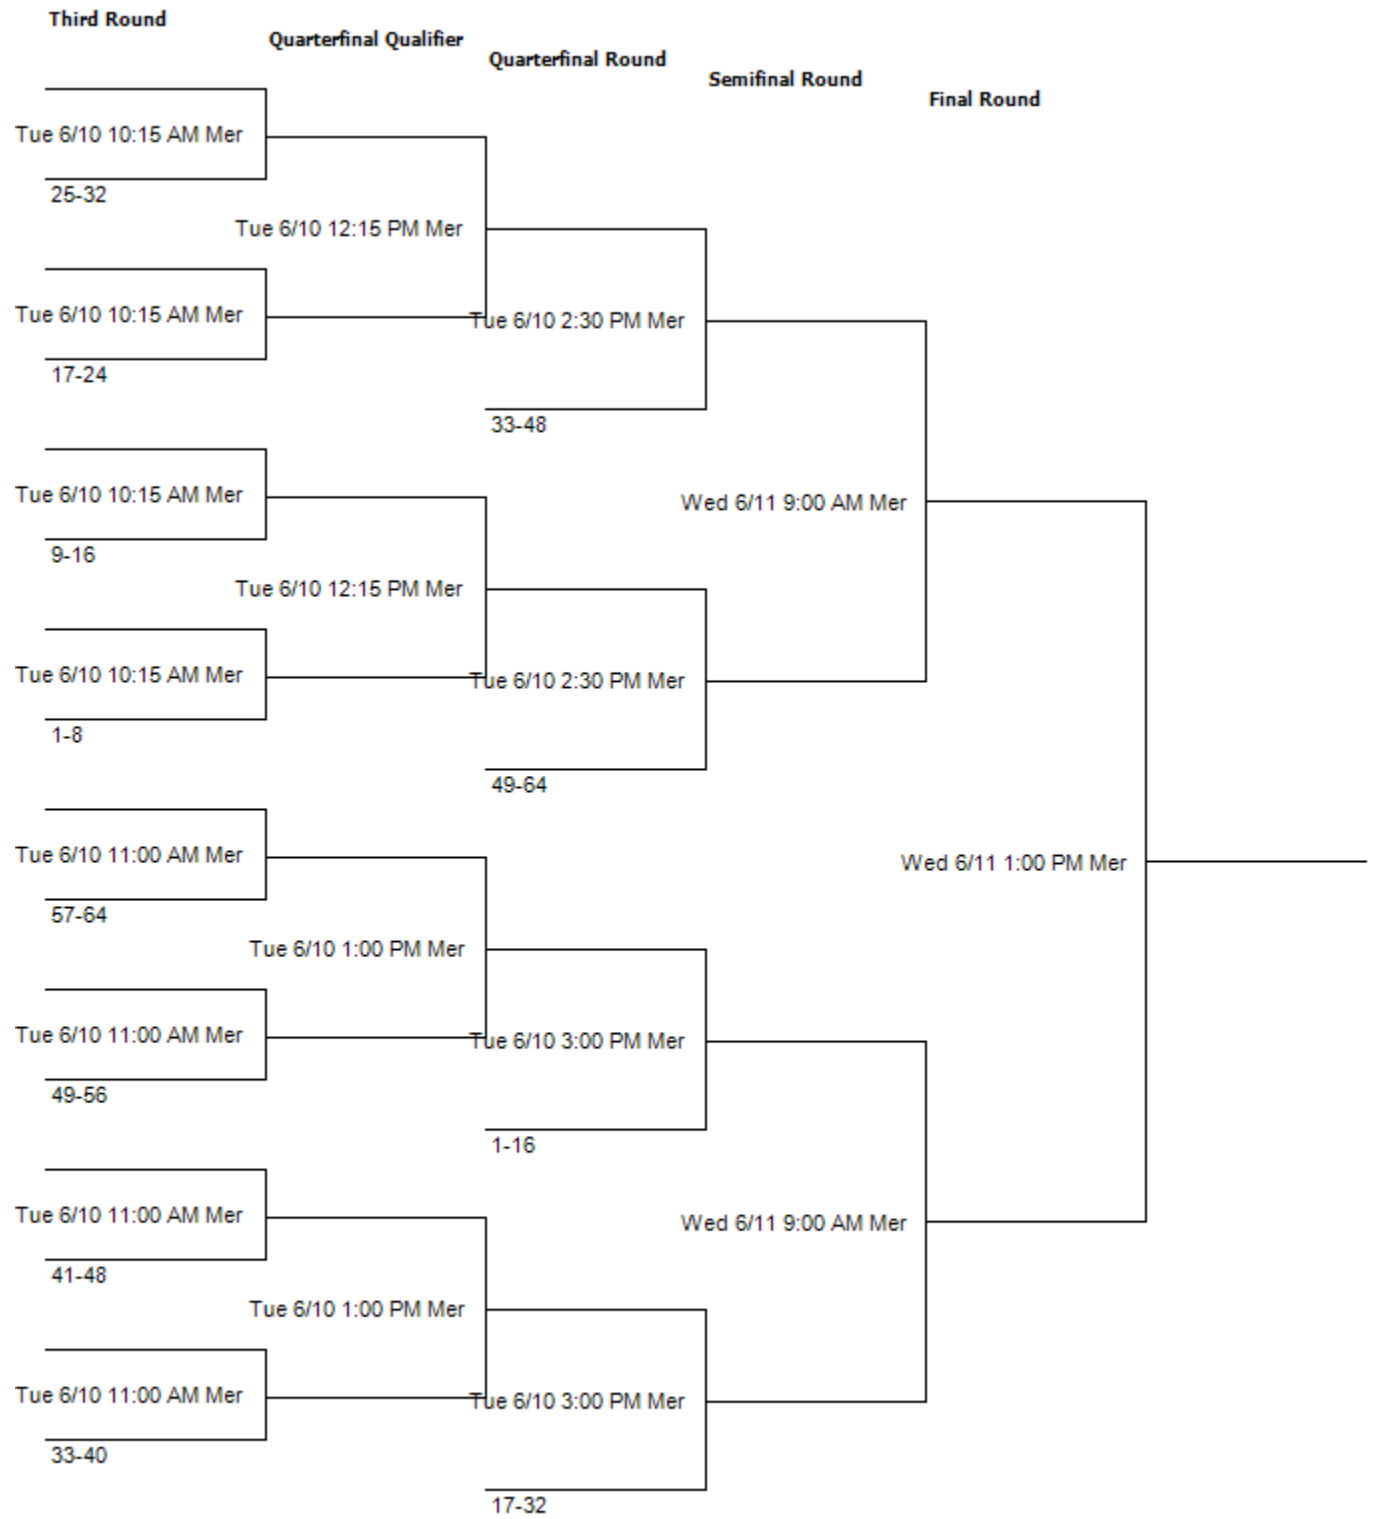 Third Round
Quarterfinal Qualifier
Quarterfinal Round
Semifinal Round
Final Round
Tue 6/10 10:15 AM Mer
25-32
Tue 6/10 12:15 PM Mer
Tue 6/10 10:15 AM Mer
Tue 6/10 2:30 PM Mer
17-24
33-48
Tue 6/10 10:15 AM Mer
Wed 6/11 9:00 AM Mer
9-16
Tue 6/10 12:15 PM Mer
Tue 6/10 10:15 AM Mer
Tue 6/10 2:30 PM Mer
1-8
49-64
Tue 6/10 11:00 AM Mer
Wed 6/11 1:00 PM Mer
57-64
Tue 6/10 1:00 PM Mer
Tue 6/10 11:00 AM Mer
Tue 6/10 3:00 PM Mer
49-56
1-16
Tue 6/10 11:00 AM Mer
Wed 6/11 9:00 AM Mer
41-48
Tue 6/10 1:00 PM Mer
Tue 6/10 11:00 AM Mer
Tue 6/10 3:00 PM Mer
33-40
17-32